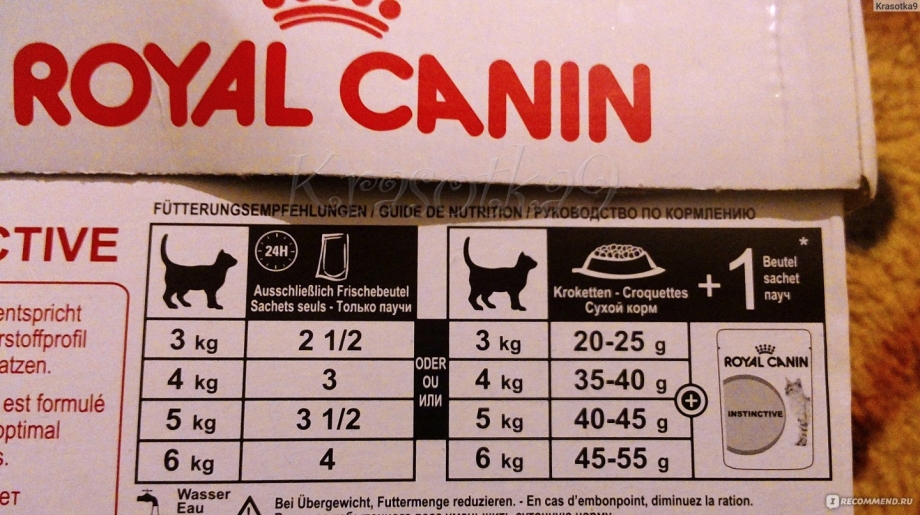 Krasotka9
ROYAL CANIN
Krasotka9
FÜTTERUNGSEMPFEHLUNGEN / GUIDE DE NUTRITION / РУКОВОДСТВО ПО КОРМЛЕНИЮ
CTIVE
entspricht
rstoffprofil
atzen.
est formulé
optimal
s.
ет
24H
Ausschließlich Frischebeutel
Sachets seuls - Только паучи
3 kg 2 1/2
4 kg 3
5 kg 3 1/2
6 kg 4
ODER
OU
ИЛИ
Kroketten - Croquettes
Сухой корм
+ 1 Beutel *
sachet
пауч
3 kg 20-25 g
4 kg 35-40 g
5 kg 40-45 g
6 kg 45-55 g
+
ROYAL CANIN
INSTINCTIVE
Wasser
Eau
Bei Übergewicht, Futtermenge reduzieren. - En cas d'embonpoint, diminuez la ration.
IRECOMMEND.RU